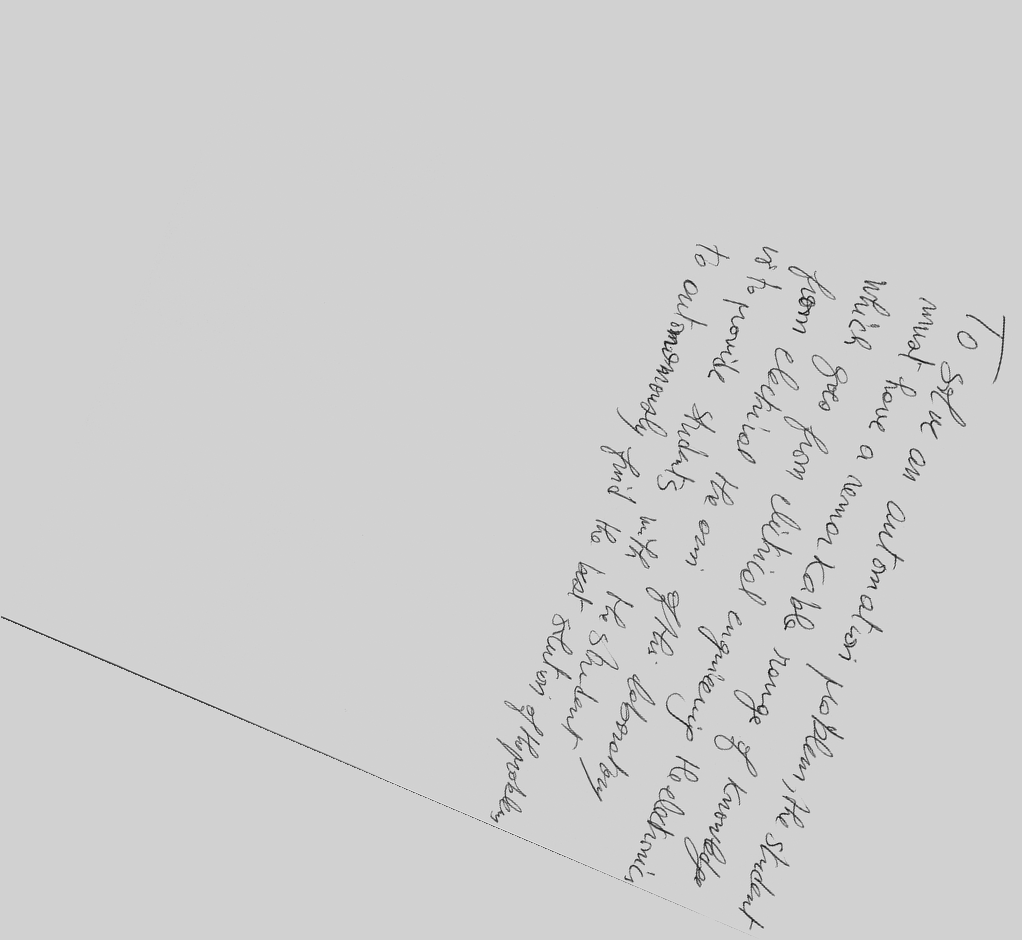 To solve an automation problem, the student
must have a remarkable range of knowledge
which goes from electrical engineering the electronics
from electrical the aim of this laboratory
is to provide students with the student
to autonomously find the best solution of the problem